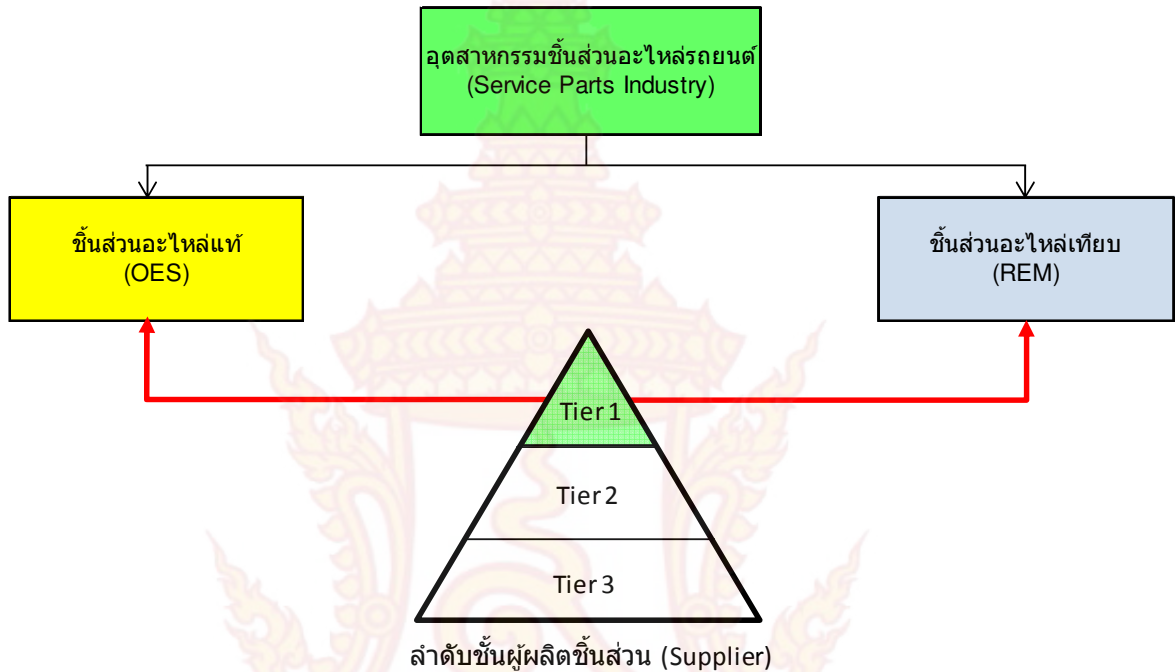 อุตสาหกรรมชิ้นส่วนอะไหล่รถยนต์
(Service Parts Industry)
ชิ้นส่วนอะไหล่แท้
(OES)
ชิ้นส่วนอะไหล่เทียบ
(REM)
Tier 1
Tier 2
Tier 3
ลำดับชั้นผู้ผลิตชิ้นส่วน (Supplier)